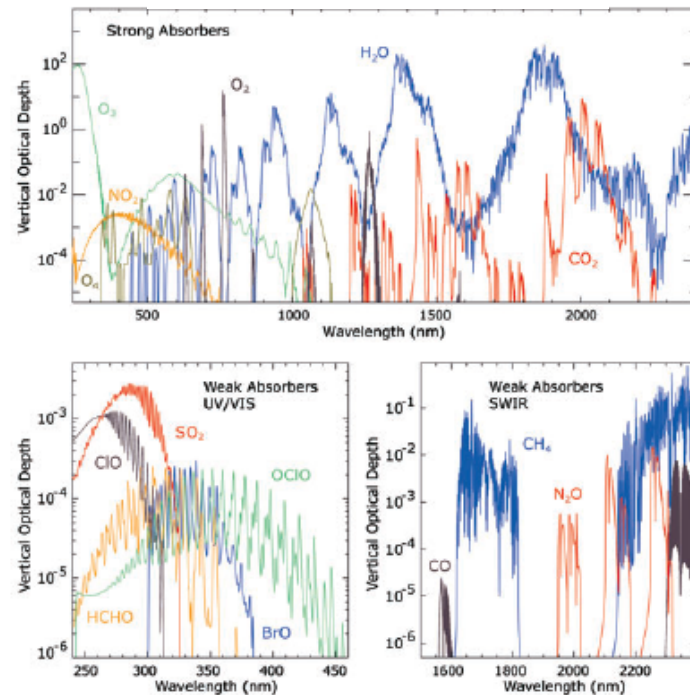 Strong Absorbers
H₂O
O₂
O₃
NO₂
O₄
CO₂
Vertical Optical Depth
10²
10⁰
10⁻²
10⁻⁴
500
1000
1500
2000
Wavelength (nm)
Weak Absorbers
UV/VIS
SO₂
ClO
OClO
HCHO
BrO
Vertical Optical Depth
10⁻³
10⁻⁴
10⁻⁵
10⁻⁶
250
300
350
400
450
Wavelength (nm)
Weak Absorbers
SWIR
CH₄
N₂O
CO
Vertical Optical Depth
10⁻¹
10⁻²
10⁻³
10⁻⁴
10⁻⁵
10⁻⁶
1600
1800
2000
2200
Wavelength (nm)